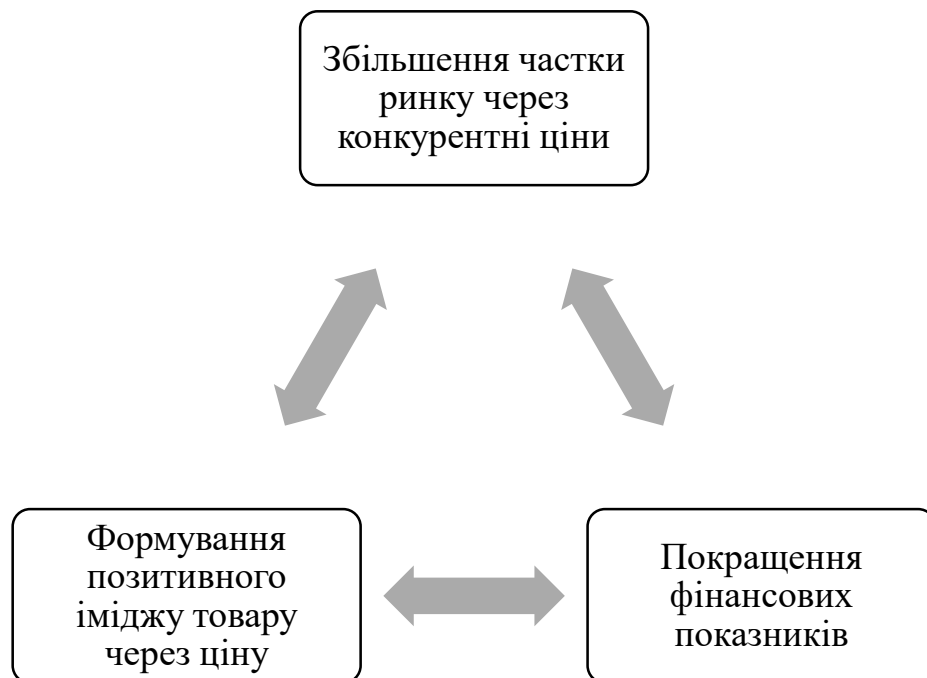 Збільшення частки
ринку через
конкурентні ціни
Формування
позитивного
іміджу товару
через ціну
Покращення
фінансових
показників